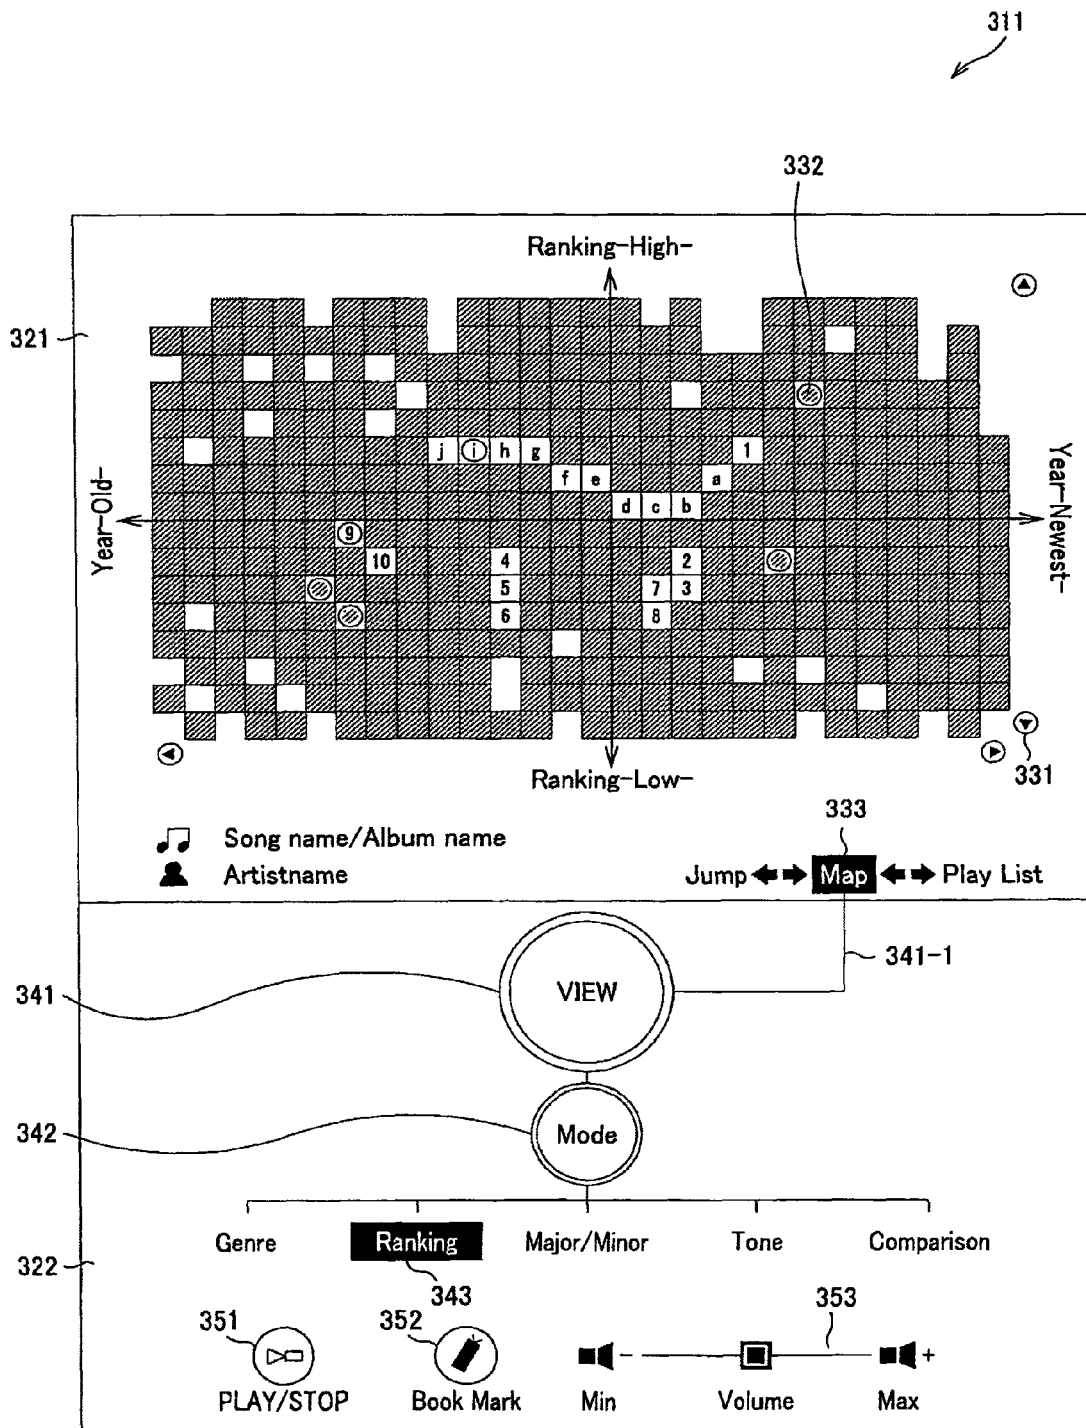 311
332
Ranking-High-
321
j i h g 1
f e a
d c b
Year-Old-
Year-Newest-
9
10 4 2
5 7 3
6 8
331
Ranking-Low-
333
Song name/Album name
Artistname
Jump Map Play List
341-1
341
VIEW
342
Mode
Genre Ranking Major/Minor Tone Comparison
322
343
351 352 353
- +
PLAY/STOP Book Mark Min Volume Max